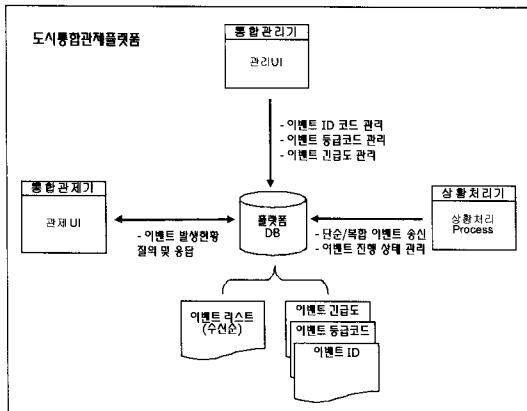 도시통합관제플랫폼
통합관리기
관리UI
- 이벤트 ID 코드 관리
- 이벤트 등급코드 관리
- 이벤트 긴급도 관리
통합관제기
관제 UI
- 이벤트 발생현황
질의 및 응답
플랫폼
DB
상황처리기
상황처리
Process
- 단순/복합 이벤트 송신
- 이벤트 진행 상태 관리
이벤트 리스트
(수신순)
이벤트 긴급도
이벤트 등급코드
이벤트 ID